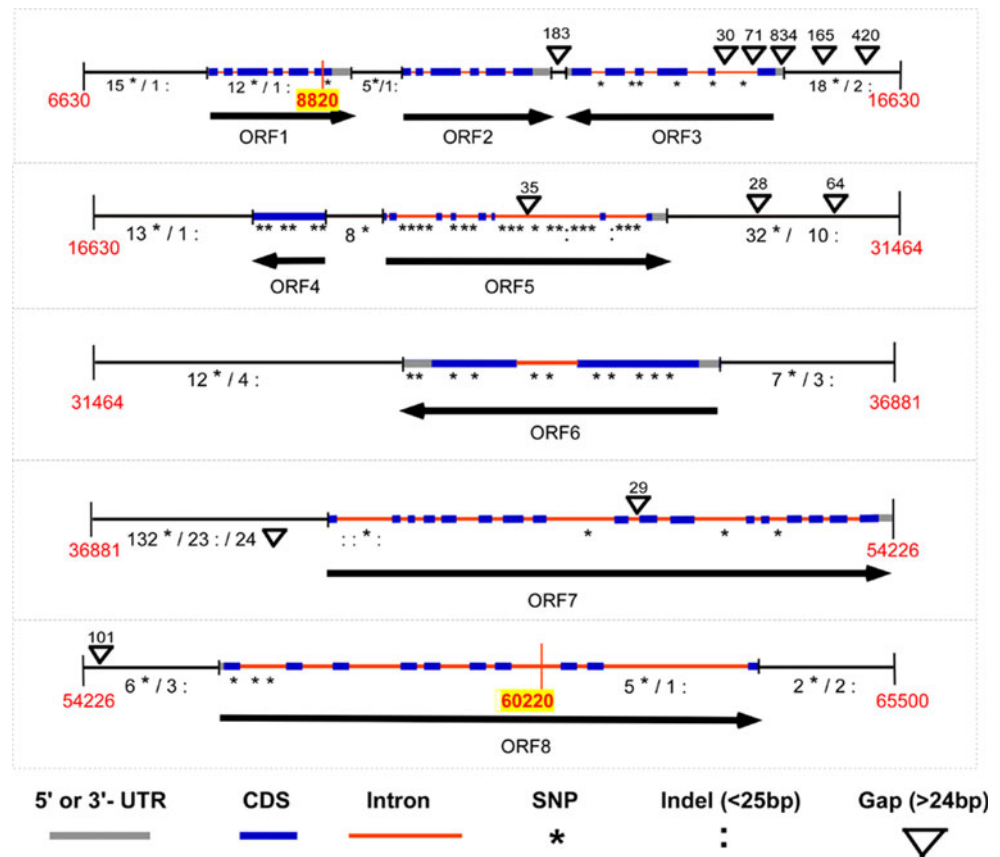 183 30 71 834 165 420
15 * / 1 : 12 * / 1 : * 5*/1: * ** * * * 18 * / 2 :
6630 8820 16630
ORF1 ORF2 ORF3
35 28 64
13 * / 1 : ** ** ** 8 * **** *** *** * ** : *** : *** 32 * / 10 :
16630 31464
ORF4 ORF5
12 * / 4 : ** * * * * ** * * * 7 * / 3 :
31464 36881
ORF6
29
132 * / 23 : / 24 : : * : * * *
36881 54226
ORF7
101
6 * / 3 : * * * 5 * / 1 : 2 * / 2 :
54226 60220 65500
ORF8
5' or 3'- UTR CDS Intron SNP Indel (<25bp) Gap (>24bp)
* :